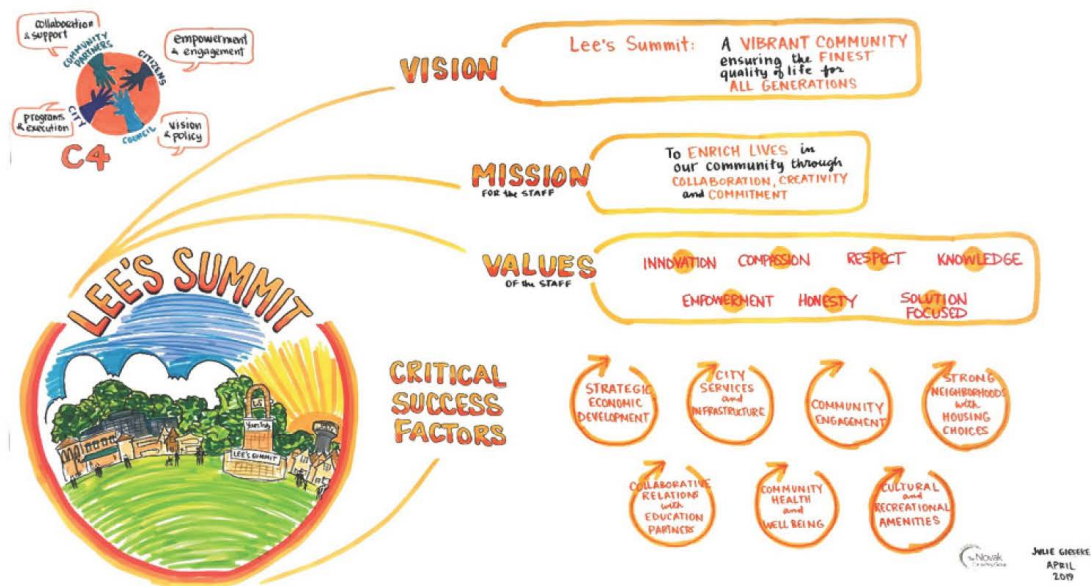 collaboration
& support
COMMUNITY
PARTNERS
CITIZENS
empowerment
& engagement
programs
& execution
CITY
COUNCIL
vision
& policy
C4
VISION
Lee's Summit: A VIBRANT COMMUNITY
ensuring the FINEST
quality of life for
ALL GENERATIONS
MISSION
FOR the STAFF
To ENRICH LIVES in
our community through
COLLABORATION, CREATIVITY
and COMMITMENT
VALUES
OF the STAFF
INNOVATION COMPASSION RESPECT KNOWLEDGE
EMPOWERMENT HONESTY SOLUTION
FOCUSED
LEE'S SUMMIT
LS
LEE'S SUMMIT
CRITICAL
SUCCESS
FACTORS
STRATEGIC
ECONOMIC
DEVELOPMENT
CITY
SERVICES
and
INFRASTRUCTURE
COMMUNITY
ENGAGEMENT
STRONG
NEIGHBORHOODS
with
HOUSING
CHOICES
COLLABORATIVE
RELATIONS
with
EDUCATION
PARTNERS
COMMUNITY
HEALTH
and
WELL BEING
CULTURAL
and
RECREATIONAL
AMENITIES
the Novak
Consulting Group
JULIE GIESEKE
APRIL
2019